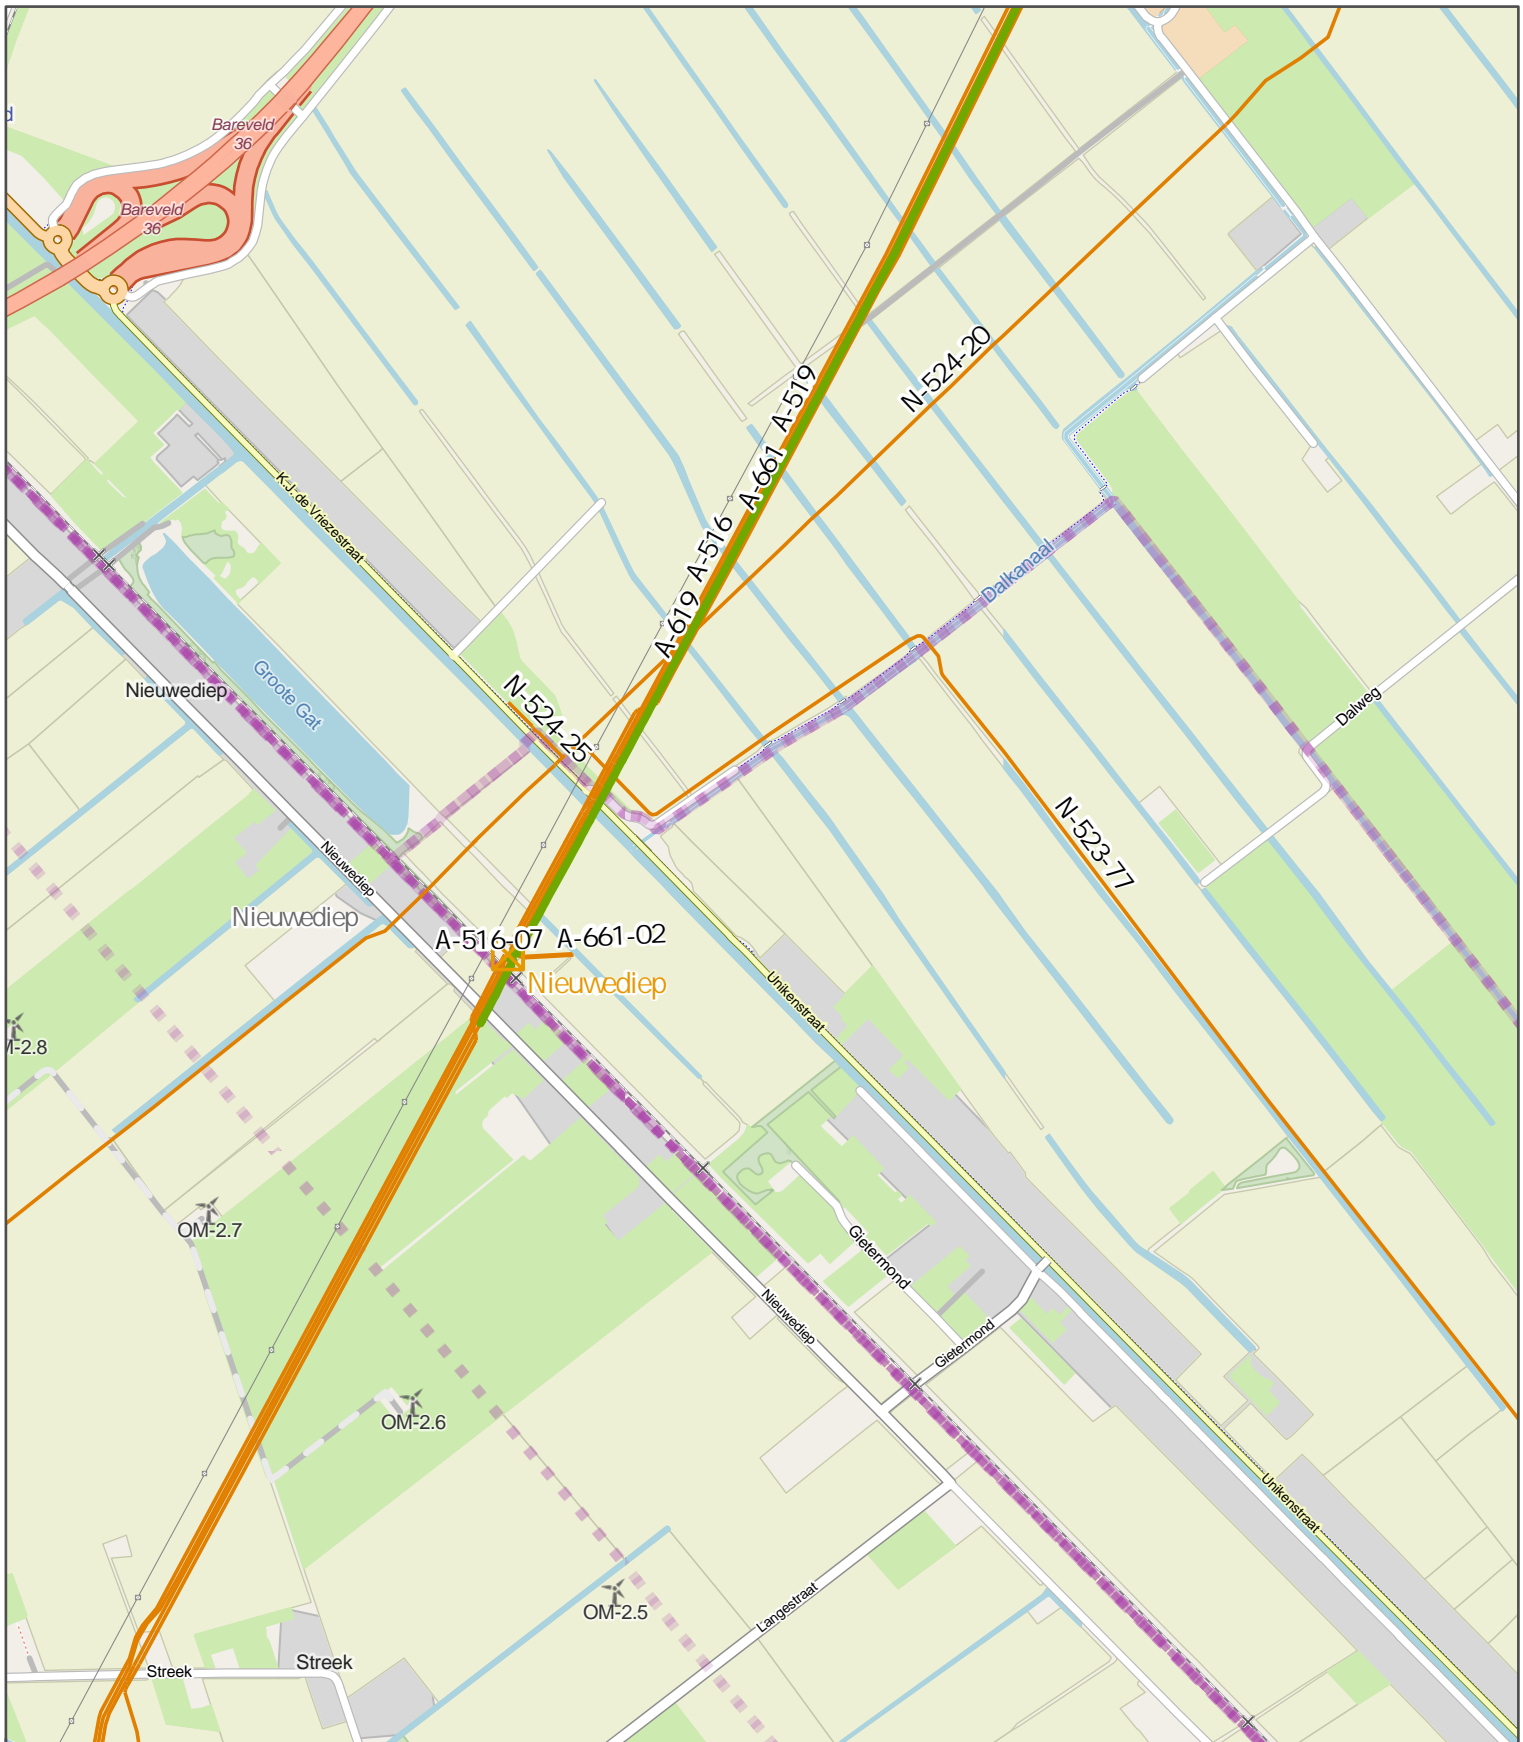 Bareveld
36
d
Bareveld
36
N-524-20
A-519
A-661
A-516
A-619
K.J. de Vriezestraat
Dalkanaal
Groote Gat
Nieuwediep
N-524-25
Dalweg
N-523-77
Nieuwediep
Nieuwediep
A-516-07
A-661-02
Nieuwediep
Unikenstraat
M-2.8
OM-2.7
Gietermond
Nieuwediep
Gietermond
OM-2.6
Unikenstraat
OM-2.5
Langestraat
Streek
Streek